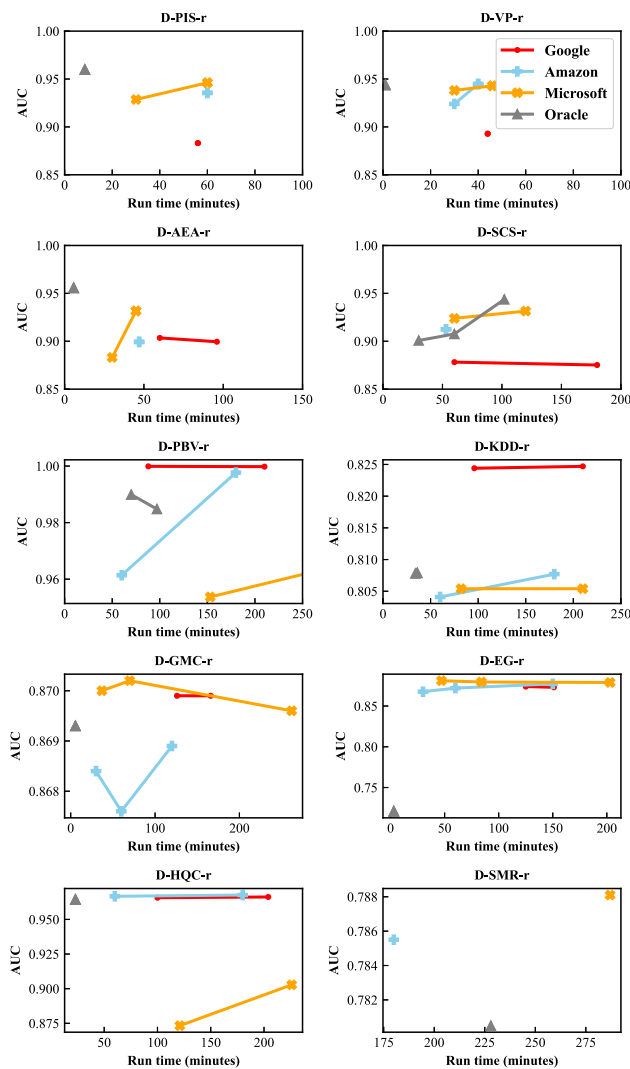 D-PIS-r
D-VP-r
1.00
0.95
0.90
0.85
AUC
0 20 40 60 80 100
Run time (minutes)
1.00
0.95
0.90
0.85
AUC
0 20 40 60 80 100
Run time (minutes)
Google
Amazon
Microsoft
Oracle
D-AEA-r
D-SCS-r
1.00
0.95
0.90
0.85
AUC
0 50 100 150
Run time (minutes)
1.00
0.95
0.90
0.85
AUC
0 50 100 150 200
Run time (minutes)
D-PBV-r
D-KDD-r
1.00
0.98
0.96
AUC
0 50 100 150 200 250
Run time (minutes)
0.825
0.820
0.815
0.810
0.805
AUC
0 50 100 150 200 250
Run time (minutes)
D-GMC-r
D-EG-r
0.870
0.869
0.868
AUC
0 100 200
Run time (minutes)
0.85
0.80
0.75
AUC
0 50 100 150 200
Run time (minutes)
D-HQC-r
D-SMR-r
0.950
0.925
0.900
0.875
AUC
50 100 150 200
Run time (minutes)
0.788
0.786
0.784
0.782
AUC
175 200 225 250 275
Run time (minutes)